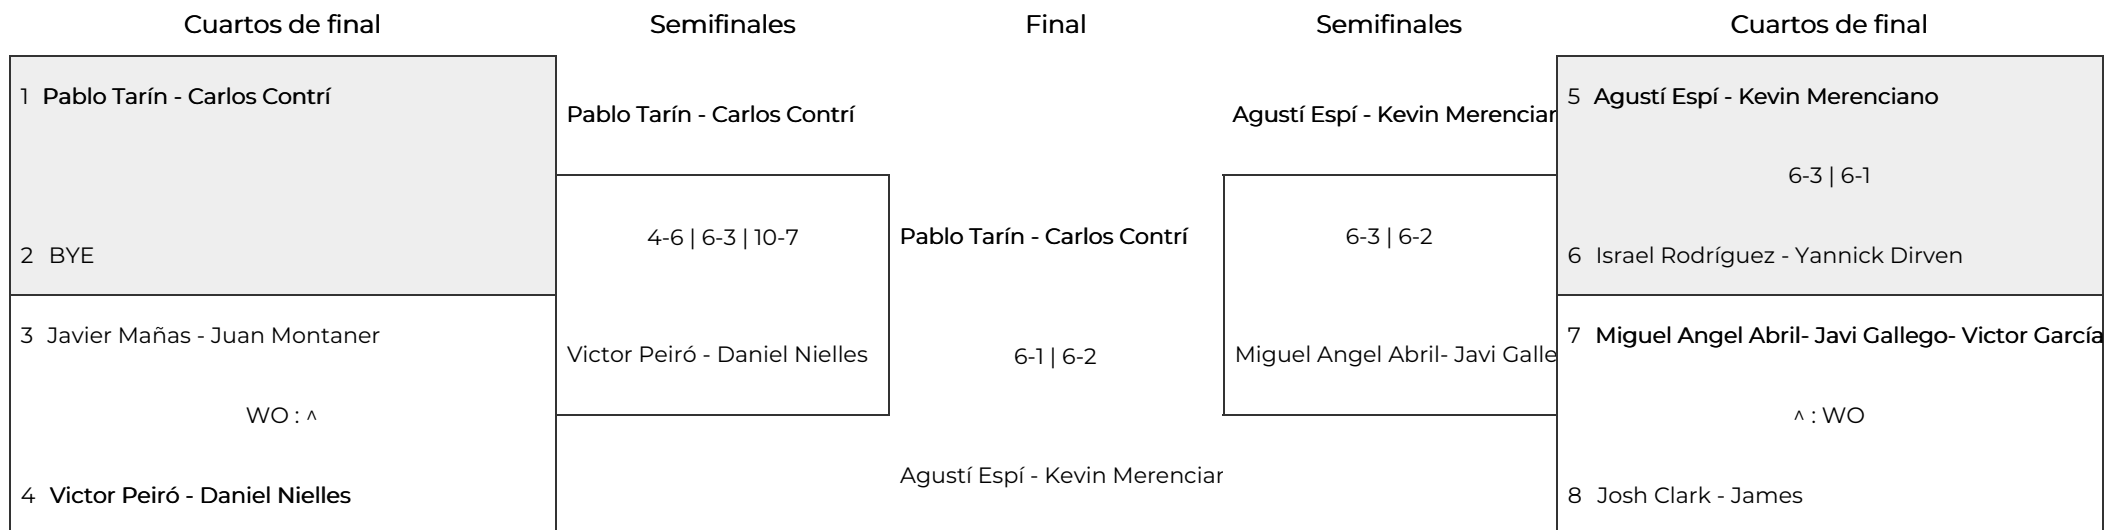 Cuartos de final
Semifinales
Final
Semifinales
Cuartos de final
1 Pablo Tarín - Carlos Contrí
2 BYE
3 Javier Mañas - Juan Montaner
WO : ^
4 Victor Peiró - Daniel Nielles
Pablo Tarín - Carlos Contrí
4-6 | 6-3 | 10-7
Victor Peiró - Daniel Nielles
Pablo Tarín - Carlos Contrí
6-1 | 6-2
Agustí Espí - Kevin Merenciar
Agustí Espí - Kevin Merenciar
6-3 | 6-2
Miguel Angel Abril- Javi Galle
5 Agustí Espí - Kevin Merenciano
6-3 | 6-1
6 Israel Rodríguez - Yannick Dirven
7 Miguel Angel Abril- Javi Gallego- Victor García
^ : WO
8 Josh Clark - James